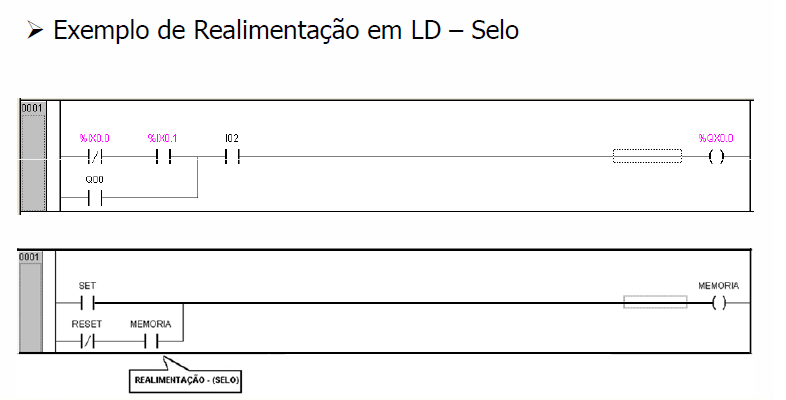 ➢ Exemplo de Realimentação em LD – Selo
0001
%IX0.0 %IX0.1 I02 %QX0.0
Q00
0001
SET MEMORIA
RESET MEMORIA
REALIMENTAÇÃO - (SELO)